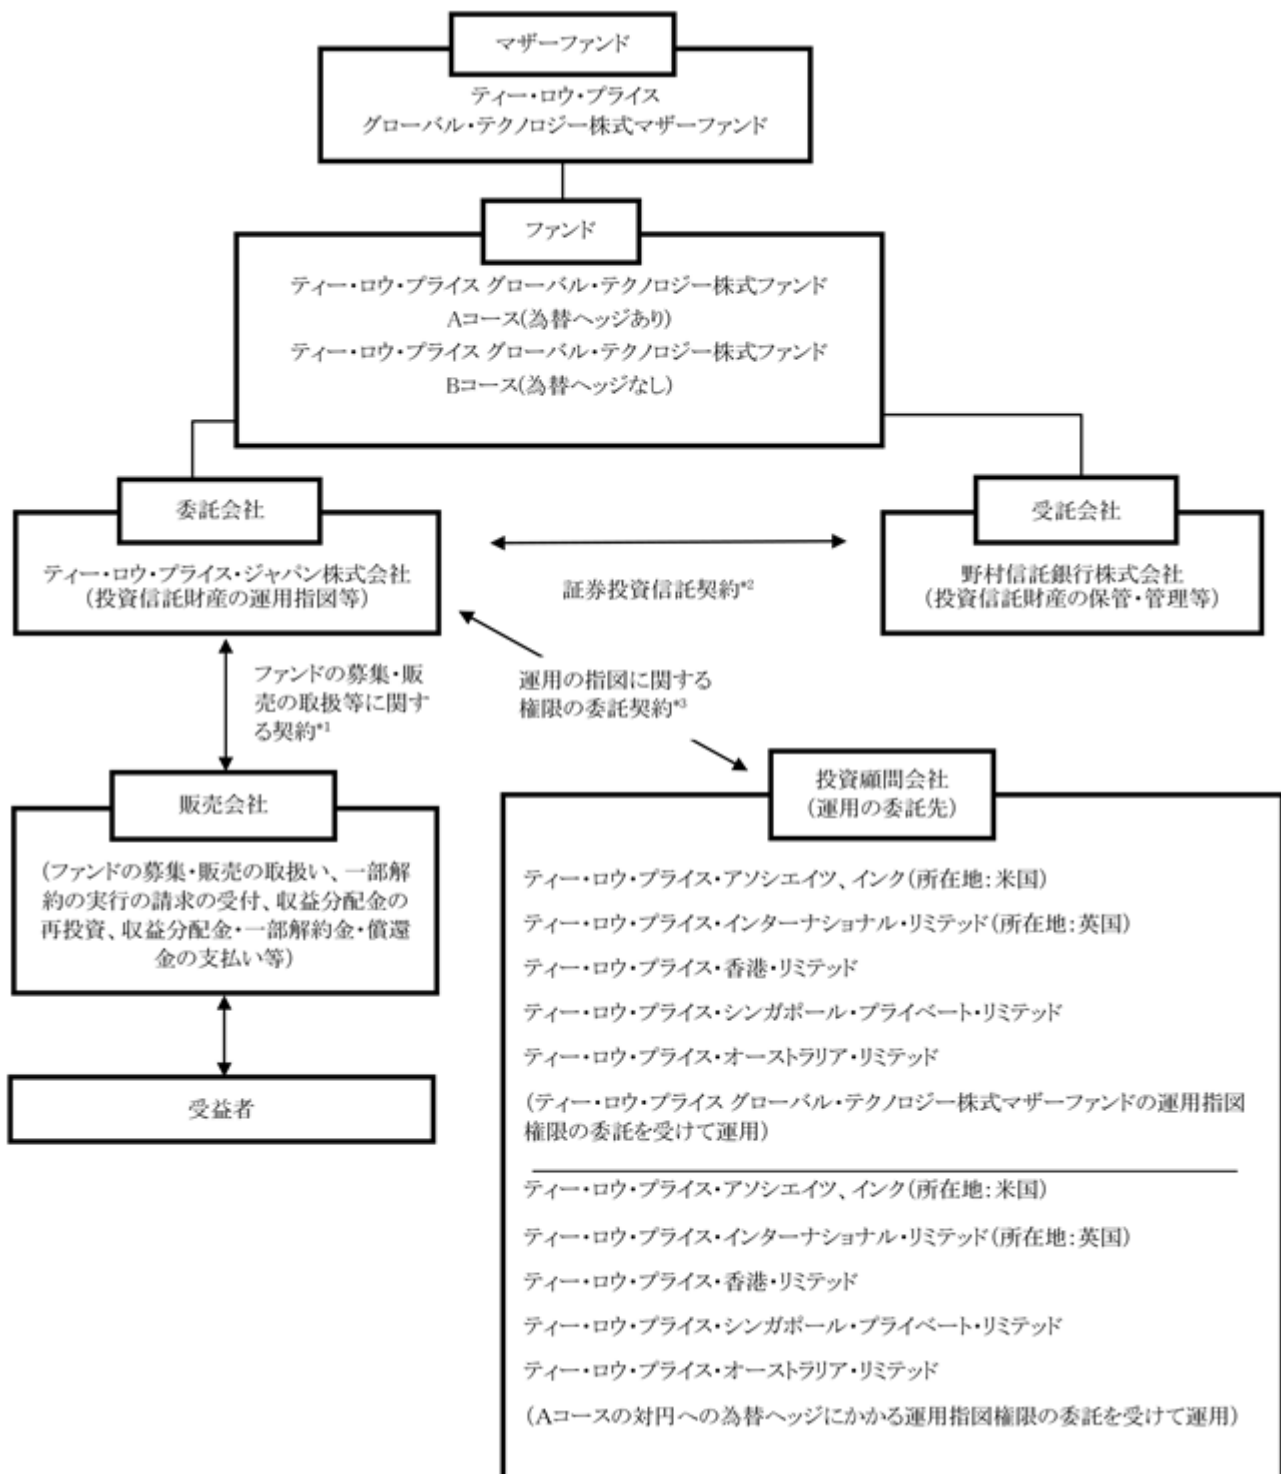 マザーファンド
ティー・ロウ・プライス
グローバル・テクノロジー株式マザーファンド
ファンド
ティー・ロウ・プライス グローバル・テクノロジー株式ファンド
Aコース(為替ヘッジあり)
ティー・ロウ・プライス グローバル・テクノロジー株式ファンド
Bコース(為替ヘッジなし)
委託会社
ティー・ロウ・プライス・ジャパン株式会社
(投資信託財産の運用指図等)
証券投資信託契約*2
受託会社
野村信託銀行株式会社
(投資信託財産の保管・管理等)
ファンドの募集・販
売の取扱等に関す
る契約*1
運用の指図に関する
権限の委託契約*3
販売会社
(ファンドの募集・販売の取扱い、一部解
約の実行の請求の受付、収益分配金の
再投資、収益分配金・一部解約金・償還
金の支払い等)
受益者
投資顧問会社
(運用の委託先)
ティー・ロウ・プライス・アソシエイツ、インク(所在地:米国)
ティー・ロウ・プライス・インターナショナル・リミテッド(所在地:英国)
ティー・ロウ・プライス・香港・リミテッド
ティー・ロウ・プライス・シンガポール・プライベート・リミテッド
ティー・ロウ・プライス・オーストラリア・リミテッド
(ティー・ロウ・プライス グローバル・テクノロジー株式マザーファンドの運用指図
権限の委託を受けて運用)
ティー・ロウ・プライス・アソシエイツ、インク(所在地:米国)
ティー・ロウ・プライス・インターナショナル・リミテッド(所在地:英国)
ティー・ロウ・プライス・香港・リミテッド
ティー・ロウ・プライス・シンガポール・プライベート・リミテッド
ティー・ロウ・プライス・オーストラリア・リミテッド
(Aコースの対円への為替ヘッジにかかる運用指図権限の委託を受けて運用)